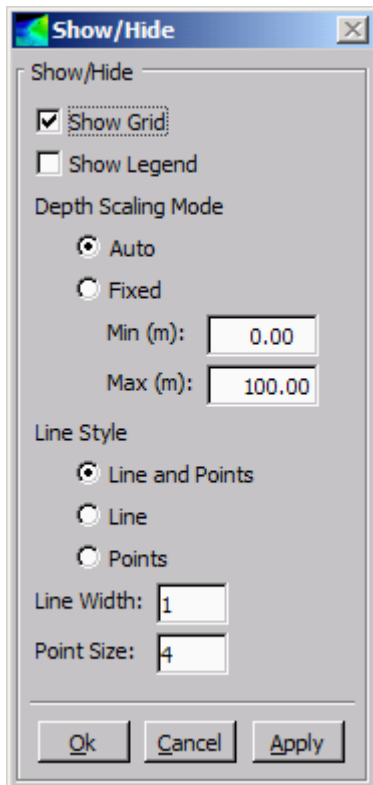 Show/Hide
Show/Hide
Show Grid
Show Legend
Depth Scaling Mode
Auto
Fixed
Min (m): 0.00
Max (m): 100.00
Line Style
Line and Points
Line
Points
Line Width: 1
Point Size: 4
Ok Cancel Apply